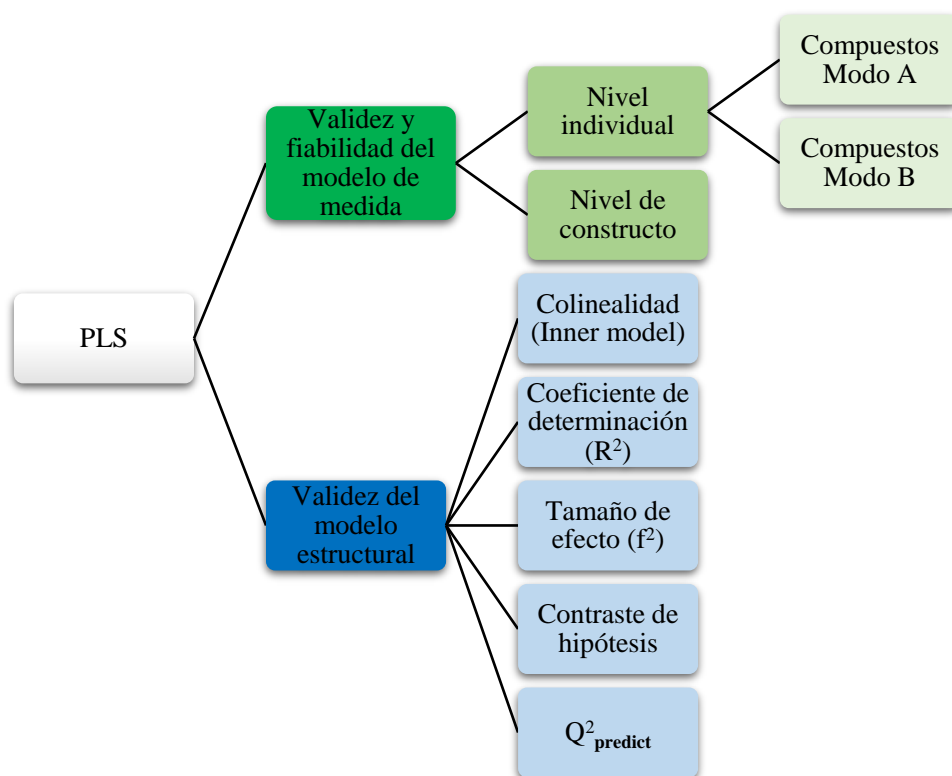 PLS
Validez y
fiabilidad del
modelo de
medida
Nivel
individual
Compuestos
Modo A
Compuestos
Modo B
Nivel de
constructo
Validez del
modelo
estructural
Colinealidad
(Inner model)
Coeficiente de
determinación
(R²)
Tamaño de
efecto (f²)
Contraste de
hipótesis
Q²predict